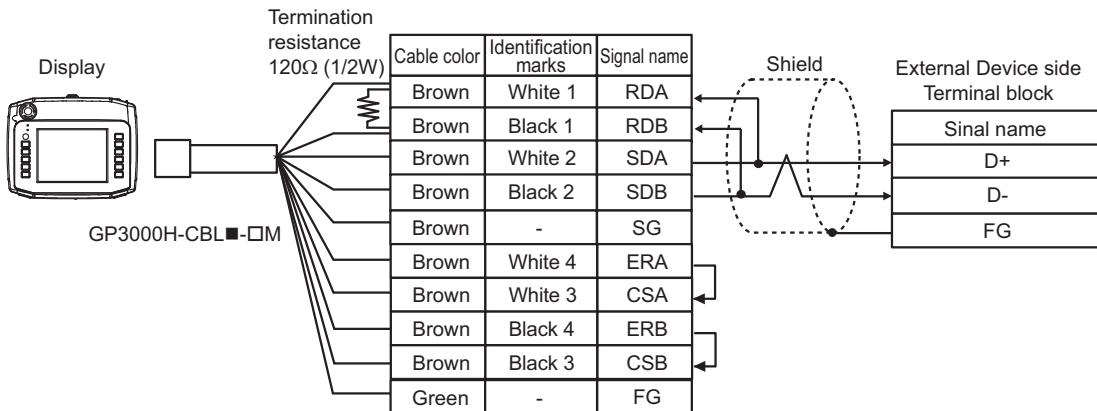 Termination
resistance
120Ω (1/2W)
Display
GP3000H-CBL■-□M
Cable color Identification marks Signal name
Brown White 1 RDA
Brown Black 1 RDB
Brown White 2 SDA
Brown Black 2 SDB
Brown - SG
Brown White 4 ERA
Brown White 3 CSA
Brown Black 4 ERB
Brown Black 3 CSB
Green - FG
Shield
External Device side
Terminal block
Sinal name
D+
D-
FG